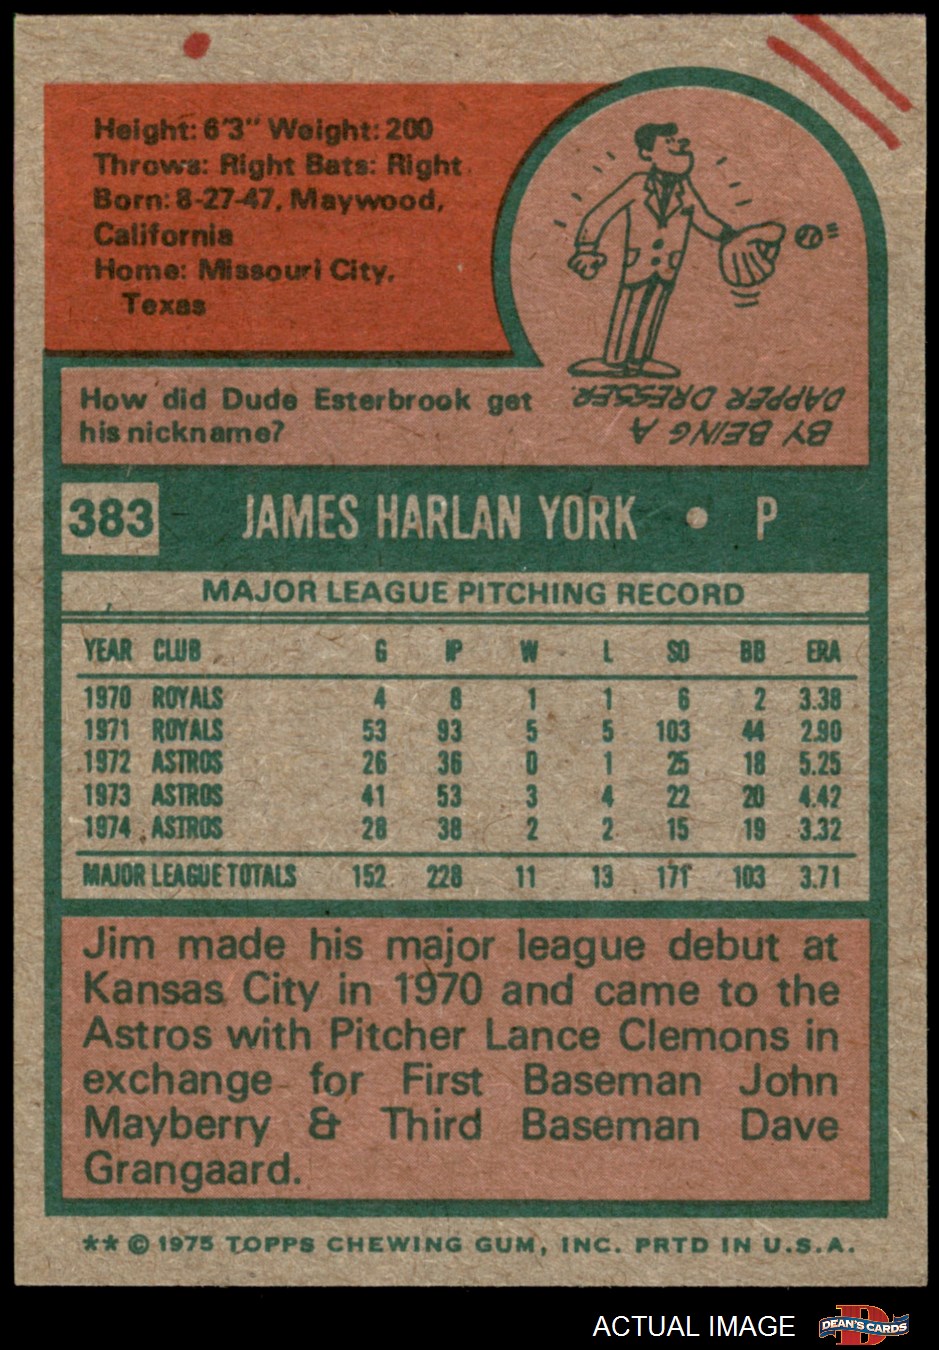 Height: 6'3" Weight: 200
Throws: Right Bats: Right
Born: 8-27-47, Maywood,
California
Home: Missouri City,
Texas
How did Dude Esterbrook get
his nickname?
BY BEING A
DAPPER DRESSER.
383 JAMES HARLAN YORK • P
MAJOR LEAGUE PITCHING RECORD
YEAR CLUB G IP W L SO BB ERA
1970 ROYALS 4 8 1 1 6 2 3.38
1971 ROYALS 53 93 5 5 103 44 2.90
1972 ASTROS 26 36 0 1 25 18 5.25
1973 ASTROS 41 53 3 4 22 20 4.42
1974 ASTROS 28 38 2 2 15 19 3.32
MAJOR LEAGUE TOTALS 152 228 11 13 171 103 3.71
Jim made his major league debut at
Kansas City in 1970 and came to the
Astros with Pitcher Lance Clemons in
exchange for First Baseman John
Mayberry & Third Baseman Dave
Grangaard.
** © 1975 TOPPS CHEWING GUM, INC. PRTD IN U.S.A.
ACTUAL IMAGE
DEAN'S CARDS